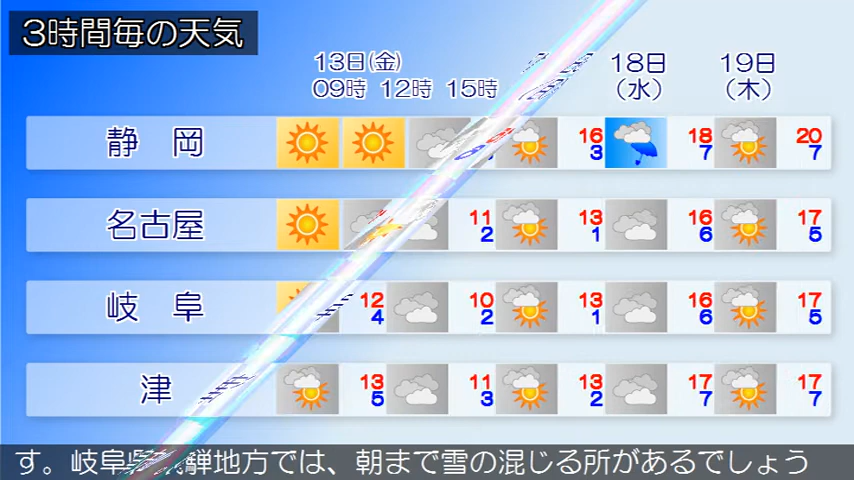 3時間毎の天気
13日(金)
09時 12時 15時
18日 19日
(水) (木)
静岡 16 3 18 7 20 7
名古屋 11 2 13 1 16 6 17 5
岐阜 12 4 10 2 13 1 16 6 17 5
津 13 5 11 3 13 2 17 7 17 7
す。岐阜県飛騨地方では、朝まで雪の混じる所があるでしょう